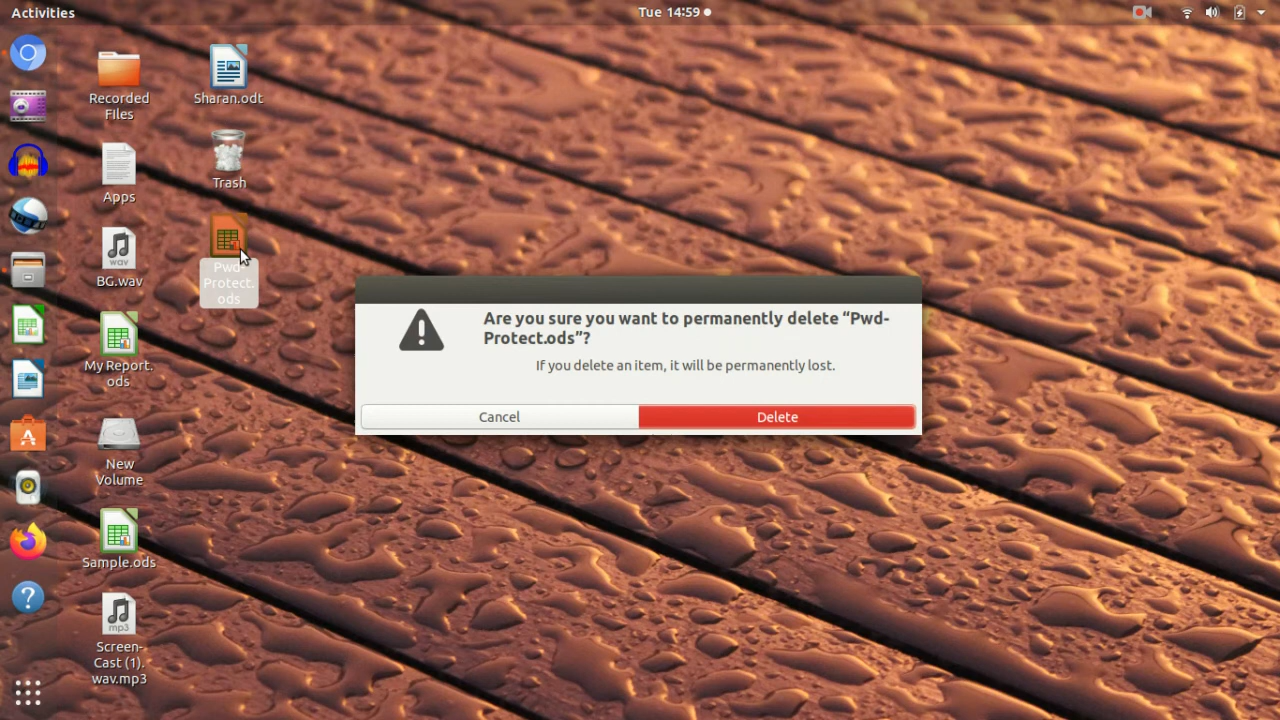 Activities
Tue 14:59
Recorded
FIles
Sharan.odt
Apps
Trash
wav
BG.wav
Pwd-
Protect.
ods
My Report.
ods
New
Volume
Sample.ods
mp3
Screen-
Cast (1).
wav.mp3
Are you sure you want to permanently delete “Pwd-
Protect.ods”?
If you delete an item, it will be permanently lost.
Cancel
Delete